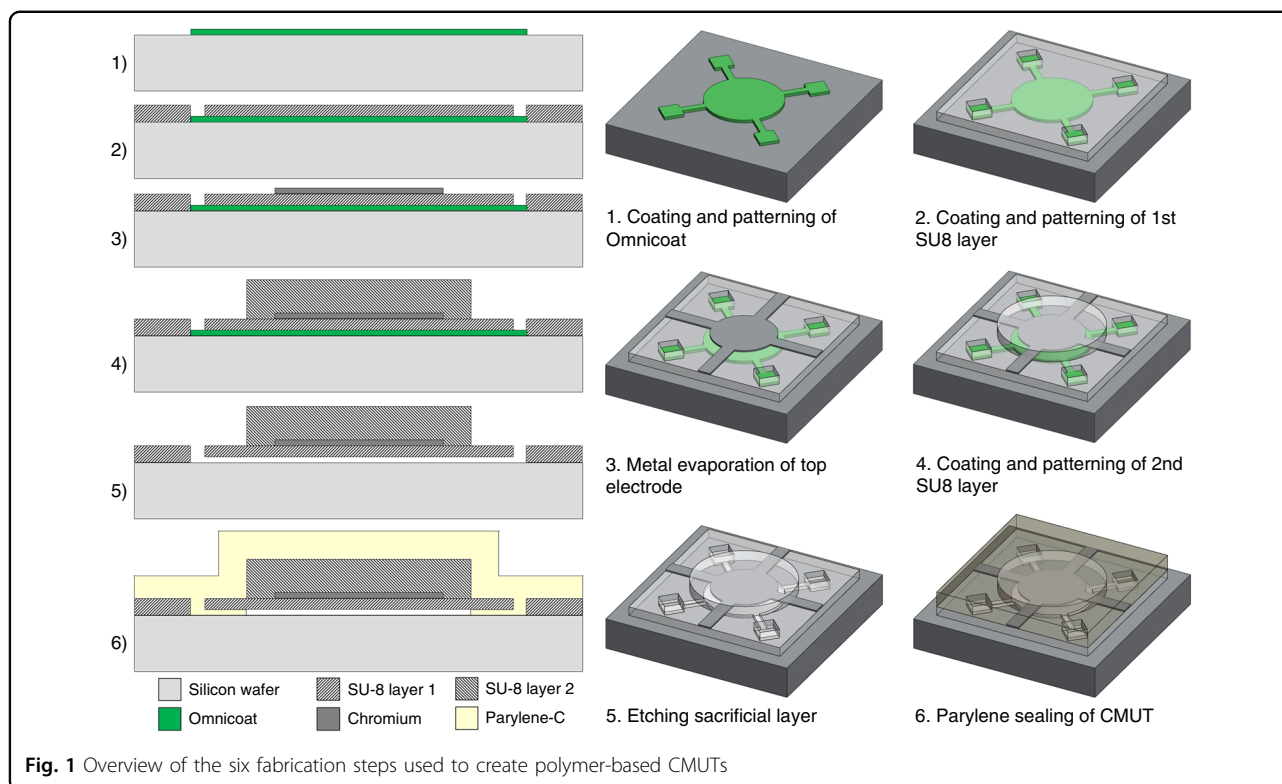 1)
2)
3)
4)
5)
6)
Silicon wafer
SU-8 layer 1
SU-8 layer 2
Omnicoat
Chromium
Parylene-C
1. Coating and patterning of
Omnicoat
2. Coating and patterning of 1st
SU8 layer
3. Metal evaporation of top
electrode
4. Coating and patterning of 2nd
SU8 layer
5. Etching sacrificial layer
6. Parylene sealing of CMUT
Fig. 1 Overview of the six fabrication steps used to create polymer-based CMUTs